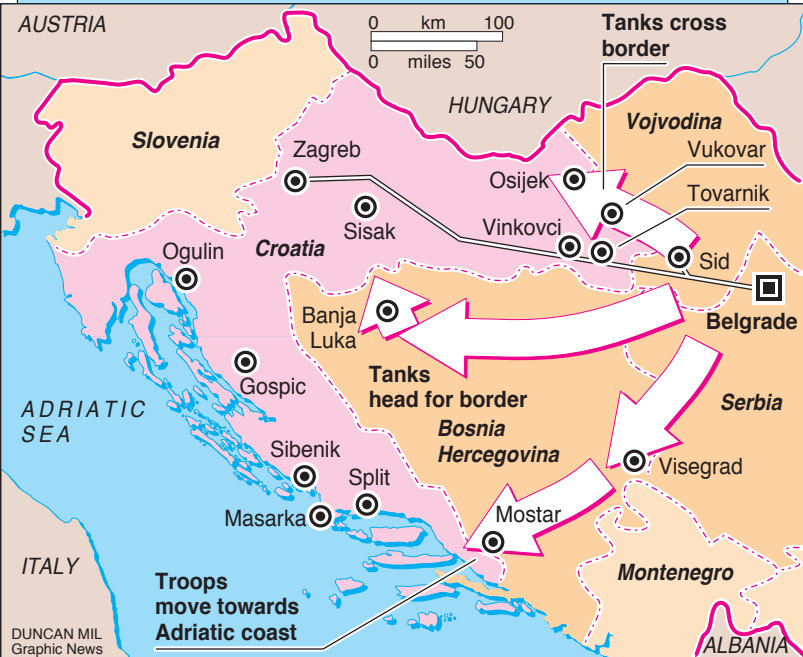 AUSTRIA
0 km 100
miles 50
Tanks cross
border
HUNGARY
Slovenia
Vojvodina
Zagreb
Osijek
Vukovar
Tovarnik
Sisak
Vinkovci
Croatia
Ogulin
Sid
Banja
Luka
Belgrade
Tanks
head for border
Gospic
Serbia
ADRIATIC
SEA
Bosnia
Hercegovina
Sibenik
Split
Visegrad
Masarka
Mostar
ITALY
Troops
move towards
Adriatic coast
Montenegro
DUNCAN MIL
Graphic News
ALBANIA